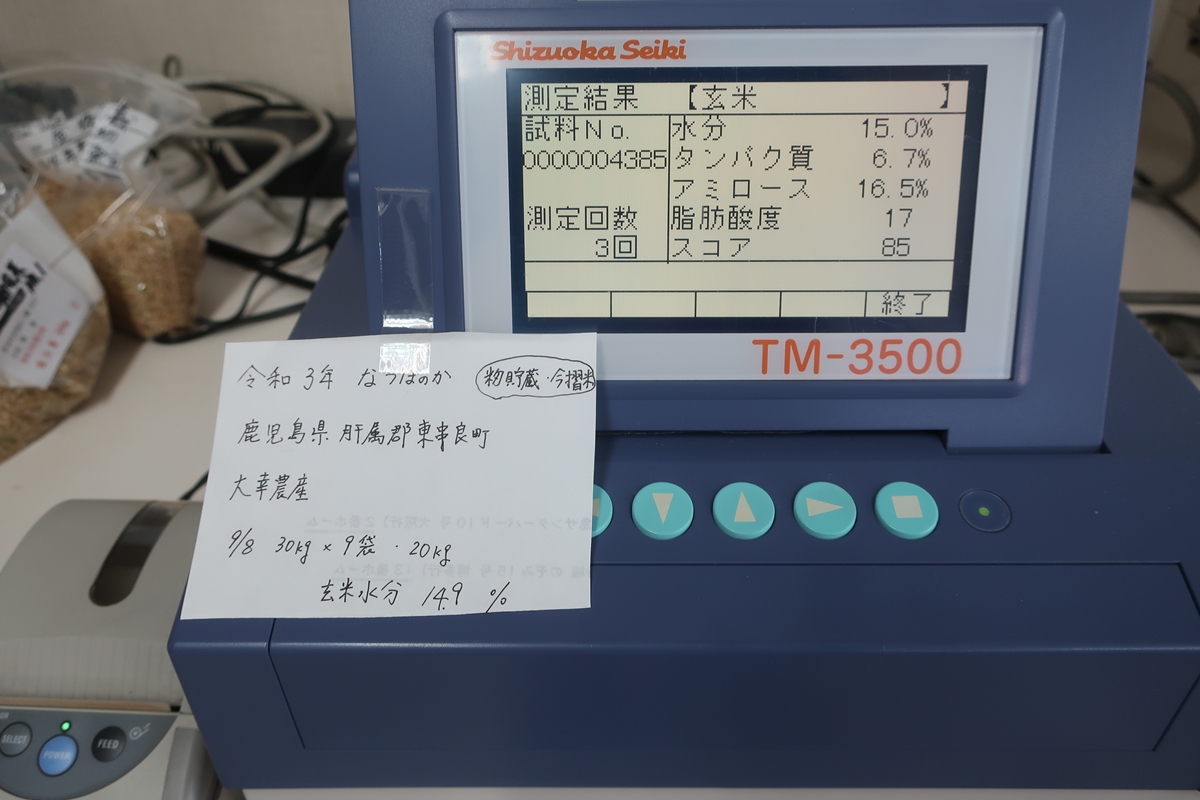 Shizuoka Seiki
測定結果 【玄米 】
試料No.
0000004385
測定回数
3回
水分 15.0%
タンパク質 6.7%
アミロース 16.5%
脂肪酸度 17
スコア 85
終了
TM-3500
令和3年 なつほのか 籾貯蔵・今摺米
鹿児島県 肝属郡東串良町
大幸農産
9/8 30kg × 9袋 ・ 20kg
玄米水分 14.9 %
SELECT
POWER
FEED